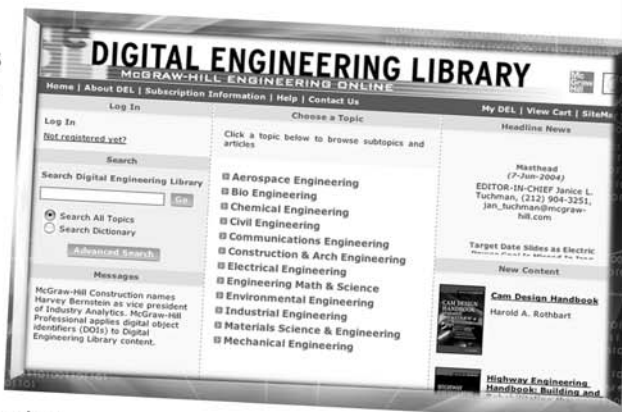 DIGITAL ENGINEERING LIBRARY
McGRAW-HILL ENGINEERING ONLINE
Mc
Graw
Hill
Home | About DEL | Subscription Information | Help | Contact Us
My DEL | View Cart | SiteMa
Log In
Log In
Not registered yet?
Search
Search Digital Engineering Library
Go
Search All Topics
Search Dictionary
Advanced Search
Messages
McGraw-Hill Construction names
Harvey Bernstein as vice president
of Industry Analytics. McGraw-Hill
Professional applies digital object
identifiers (DOIs) to Digital
Engineering Library content.
Choose a Topic
Click a topic below to browse subtopics and
articles
Aerospace Engineering
Bio Engineering
Chemical Engineering
Civil Engineering
Communications Engineering
Construction & Arch Engineering
Electrical Engineering
Engineering Math & Science
Environmental Engineering
Industrial Engineering
Materials Science & Engineering
Mechanical Engineering
Headline News
Masthead
(7-Jun-2004)
EDITOR-IN-CHIEF Janice L.
Tuchman, (212) 904-3251,
jan_tuchman@mcgraw-
hill.com
Target Date Slides as Electric
New Content
CAM DESIGN
HANDBOOK
Cam Design Handbook
Harold A. Rothbart
Highway Engineering
Handbook: Building and